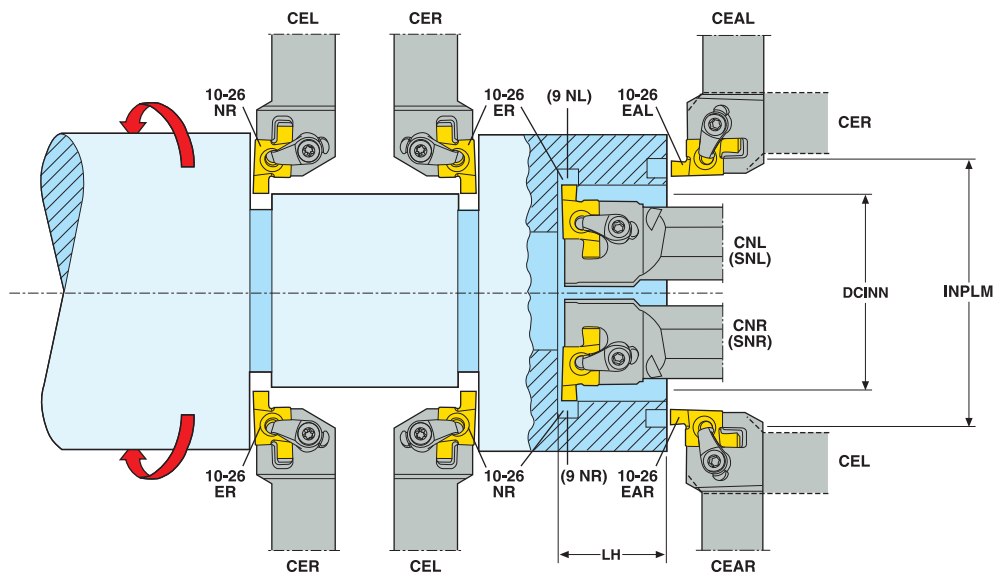 CEL
CER
CEAL
10-26
NR
10-26
ER
(9 NL)
10-26
EAL
CER
CNL
(SNL)
DCINN
INPLM
CNR
(SNR)
10-26
ER
10-26
NR
(9 NR)
10-26
EAR
CEL
LH
CER
CEL
CEAR